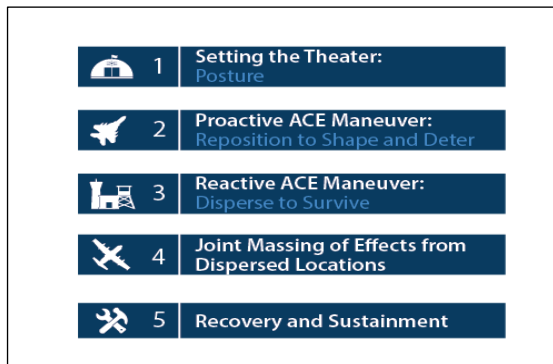 1 Setting the Theater:
Posture
2 Proactive ACE Maneuver:
Reposition to Shape and Deter
3 Reactive ACE Maneuver:
Disperse to Survive
4 Joint Massing of Effects from
Dispersed Locations
5 Recovery and Sustainment